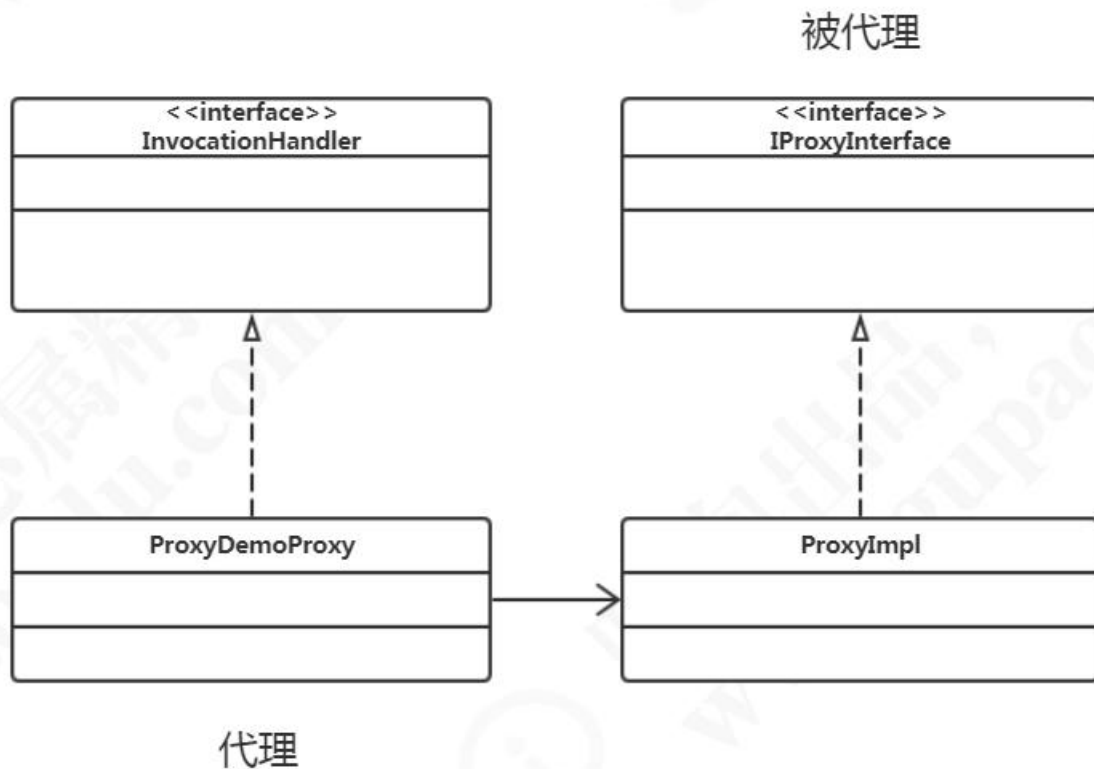 被代理
<<interface>>
InvocationHandler
<<interface>>
IProxyInterface
ProxyDemoProxy
ProxyImpl
代理